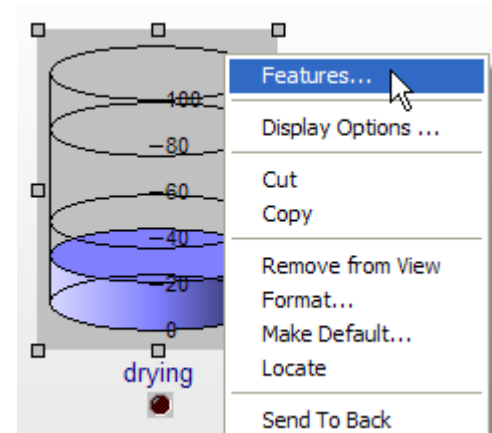 100
80
60
40
20
0
drying
Features...
Display Options ...
Cut
Copy
Remove from View
Format...
Make Default...
Locate
Send To Back